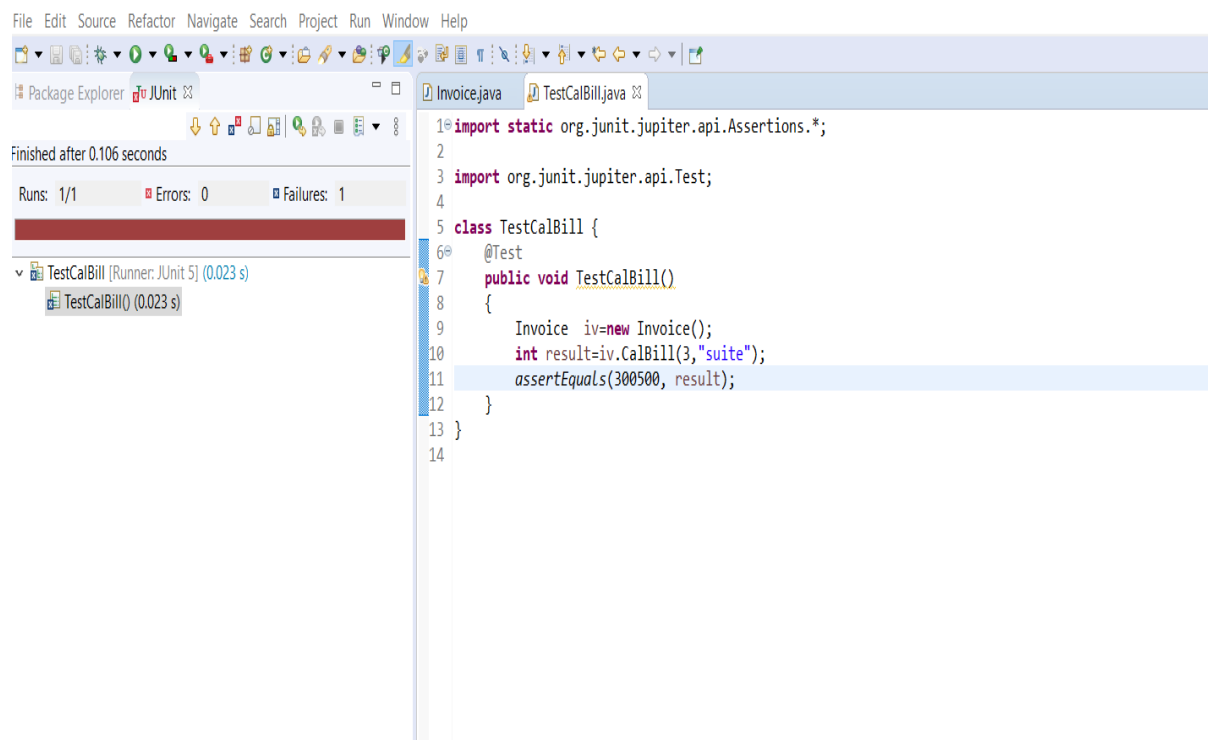 File Edit Source Refactor Navigate Search Project Run Window Help
Package Explorer JUnit
Finished after 0.106 seconds
Runs: 1/1 Errors: 0 Failures: 1
TestCalBill [Runner: JUnit 5] (0.023 s)
TestCalBill() (0.023 s)
Invoice.java TestCalBill.java
1 import static org.junit.jupiter.api.Assertions.*;
2
3 import org.junit.jupiter.api.Test;
4
5 class TestCalBill {
6 @Test
7 public void TestCalBill()
8 {
9 Invoice iv=new Invoice();
10 int result=iv.CalBill(3,"suite");
11 assertEquals(300500, result);
12 }
13 }
14